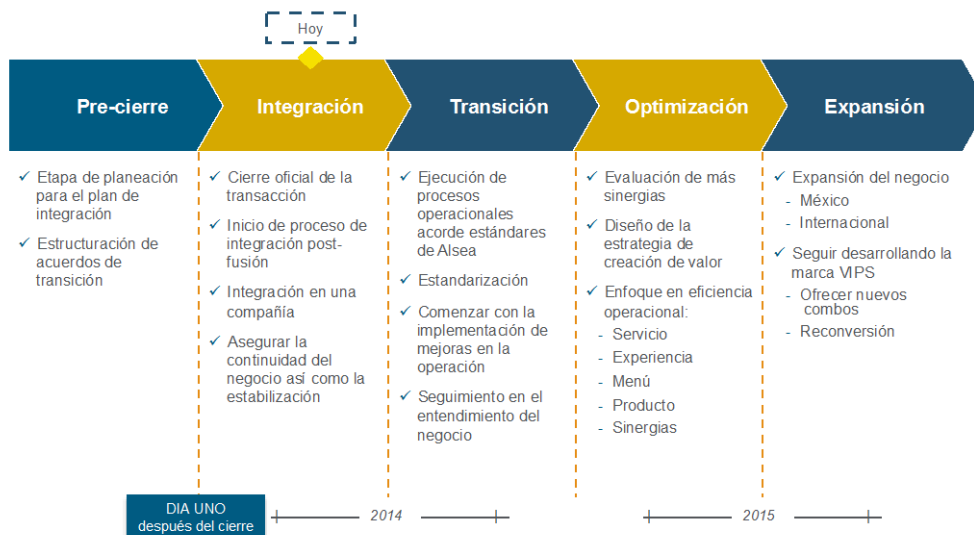 Hoy
Pre-cierre
Integración
Transición
Optimización
Expansión
✓ Etapa de planeación
para el plan de
integración
✓ Estructuración de
acuerdos de
transición
✓ Cierre oficial de la
transacción
✓ Inicio de proceso de
integración post-
fusión
✓ Integración en una
compañía
✓ Asegurar la
continuidad del
negocio así como la
estabilización
✓ Ejecución de
procesos
operacionales
acorde estándares
de Alsea
✓ Estandarización
✓ Comenzar con la
implementación de
mejoras en la
operación
✓ Seguimiento en el
entendimiento del
negocio
✓ Evaluación de más
sinergias
✓ Diseño de la
estrategia de
creación de valor
✓ Enfoque en eficiencia
operacional:
- Servicio
- Experiencia
- Menú
- Producto
- Sinergias
✓ Expansión del negocio
- México
- Internacional
✓ Seguir desarrollando la
marca VIPS
- Ofrecer nuevos
combos
- Reconversión
DIA UNO
después del cierre
2014
2015